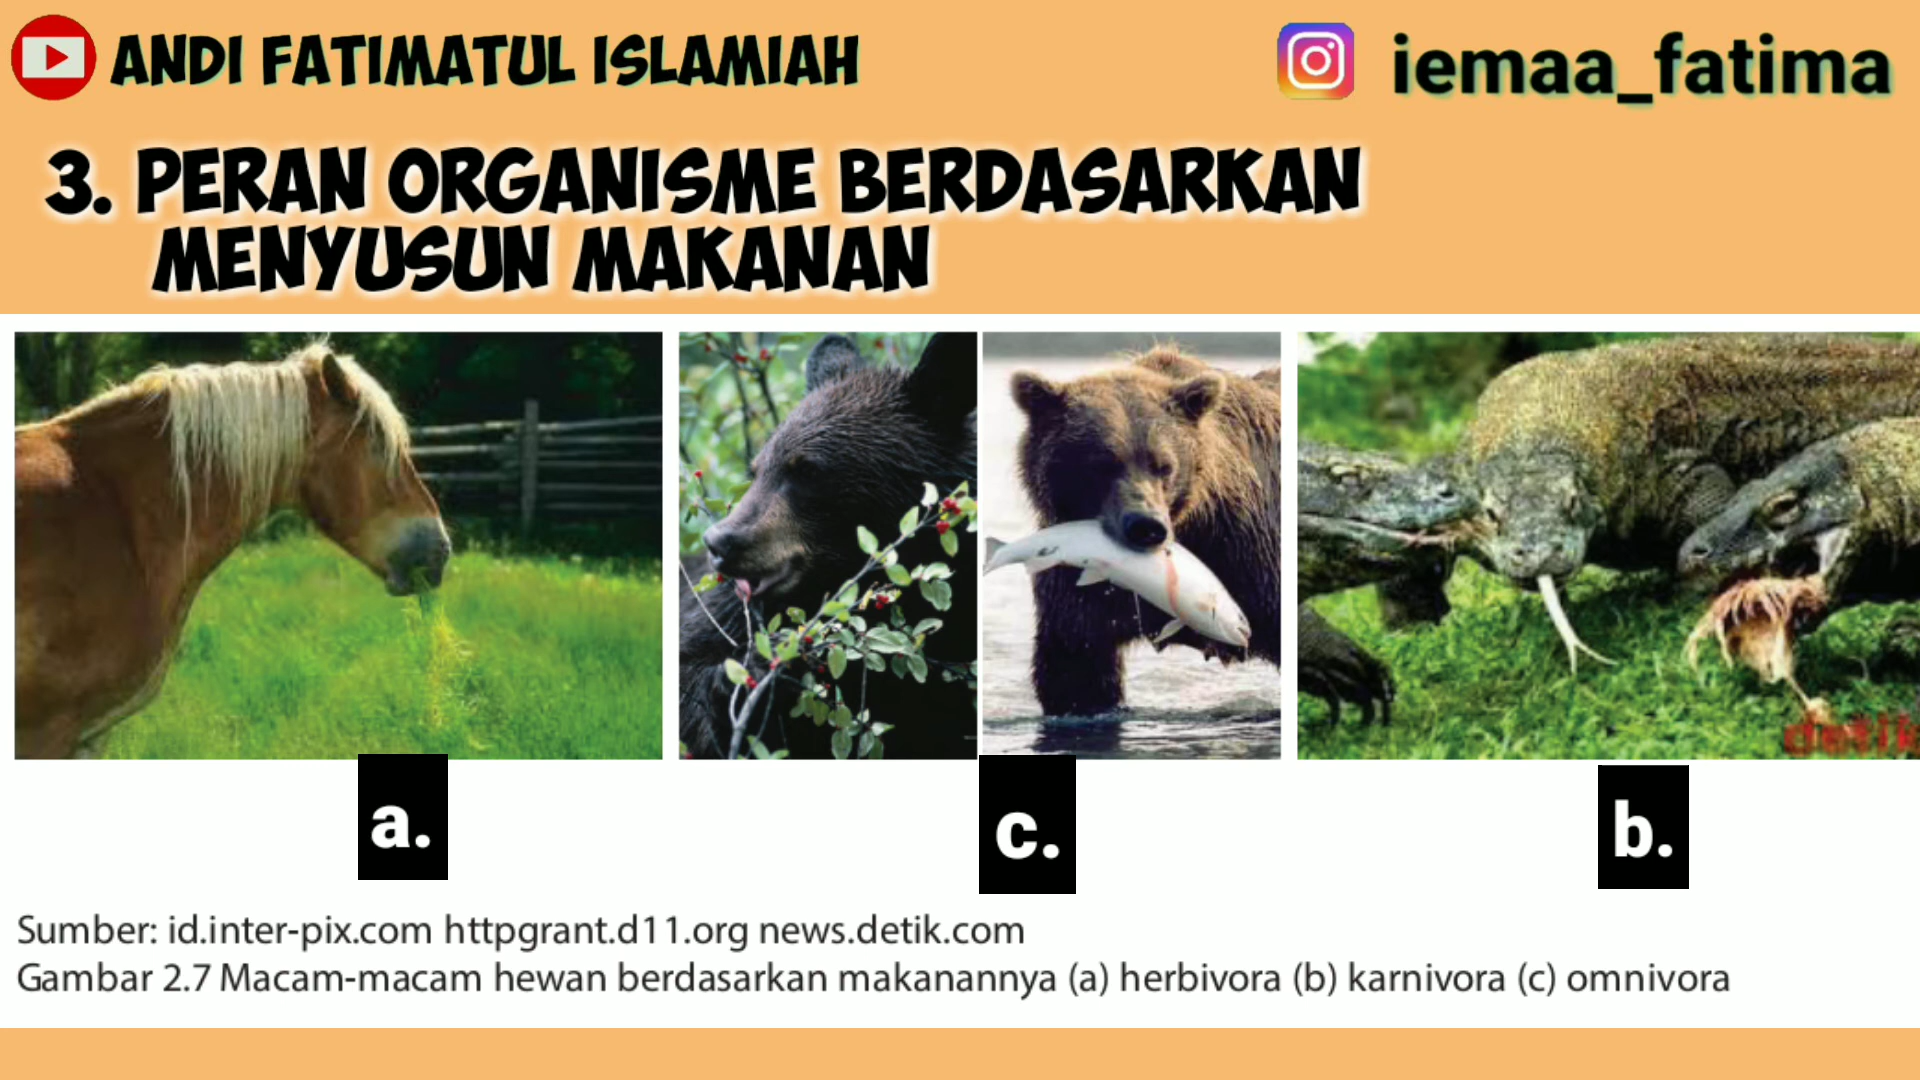 ANDI FATIMATUL ISLAMIAH
iemaa_fatima
3. PERAN ORGANISME BERDASARKAN
MENYUSUN MAKANAN
detik
a.
c.
b.
Sumber: id.inter-pix.com httpgrant.d11.org news.detik.com
Gambar 2.7 Macam-macam hewan berdasarkan makanannya (a) herbivora (b) karnivora (c) omnivora